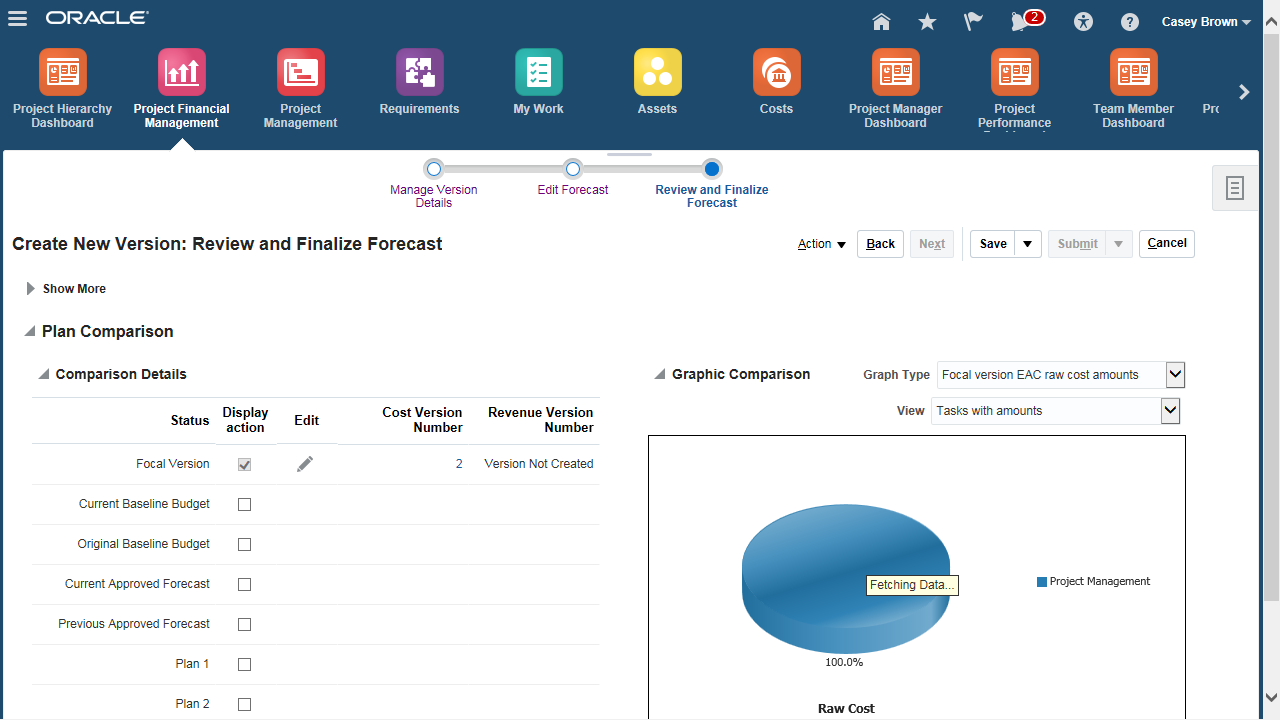 ORACLE
2
Casey Brown
Project Hierarchy
Dashboard
Project Financial
Management
Project
Management
Requirements
My Work
Assets
Costs
Project Manager
Dashboard
Project
Performance
Team Member
Dashboard
Manage Version
Details
Edit Forecast
Review and Finalize
Forecast
Create New Version: Review and Finalize Forecast
Action
Back
Next
Save
Submit
Cancel
Show More
Plan Comparison
Comparison Details
Status
Display
action
Edit
Cost Version
Number
Revenue Version
Number
Focal Version
2
Version Not Created
Current Baseline Budget
Original Baseline Budget
Current Approved Forecast
Previous Approved Forecast
Plan 1
Plan 2
Graphic Comparison
Graph Type
Focal version EAC raw cost amounts
View
Tasks with amounts
Fetching Data...
Project Management
100.0%
Raw Cost